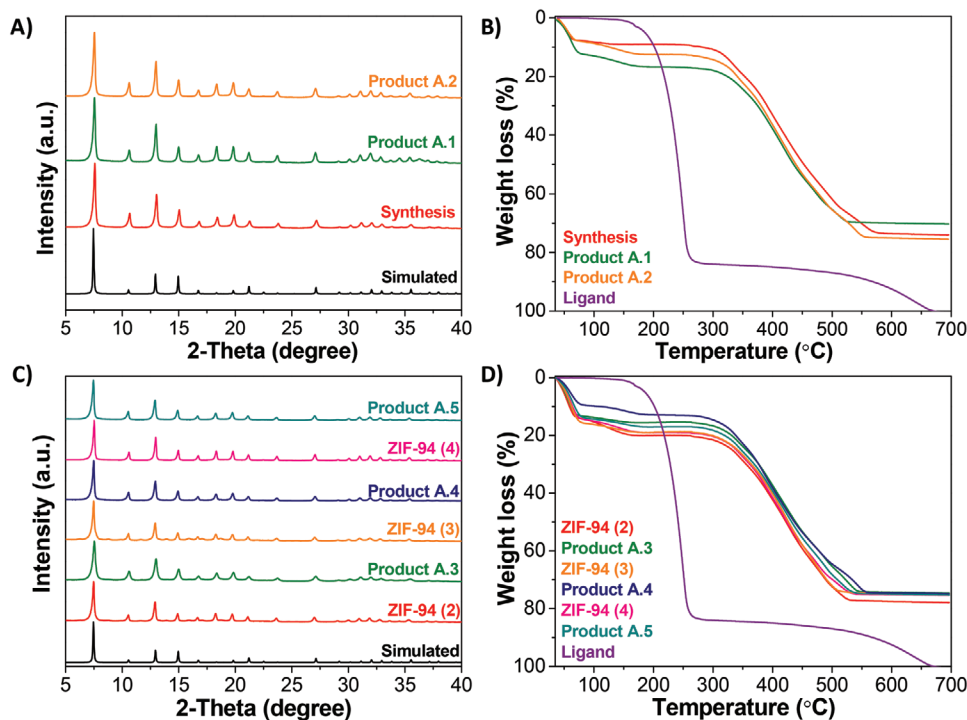 A)
Intensity (a.u.)
Product A.2
Product A.1
Synthesis
Simulated
5 10 15 20 25 30 35 40
2-Theta (degree)
B)
Weight loss (%)
0
20
40
60
80
100
Synthesis
Product A.1
Product A.2
Ligand
100 200 300 400 500 600 700
Temperature (°C)
C)
Intensity (a.u.)
Product A.5
ZIF-94 (4)
Product A.4
ZIF-94 (3)
Product A.3
ZIF-94 (2)
Simulated
5 10 15 20 25 30 35 40
2-Theta (degree)
D)
Weight loss (%)
0
20
40
60
80
100
ZIF-94 (2)
Product A.3
ZIF-94 (3)
Product A.4
ZIF-94 (4)
Product A.5
Ligand
100 200 300 400 500 600 700
Temperature (°C)